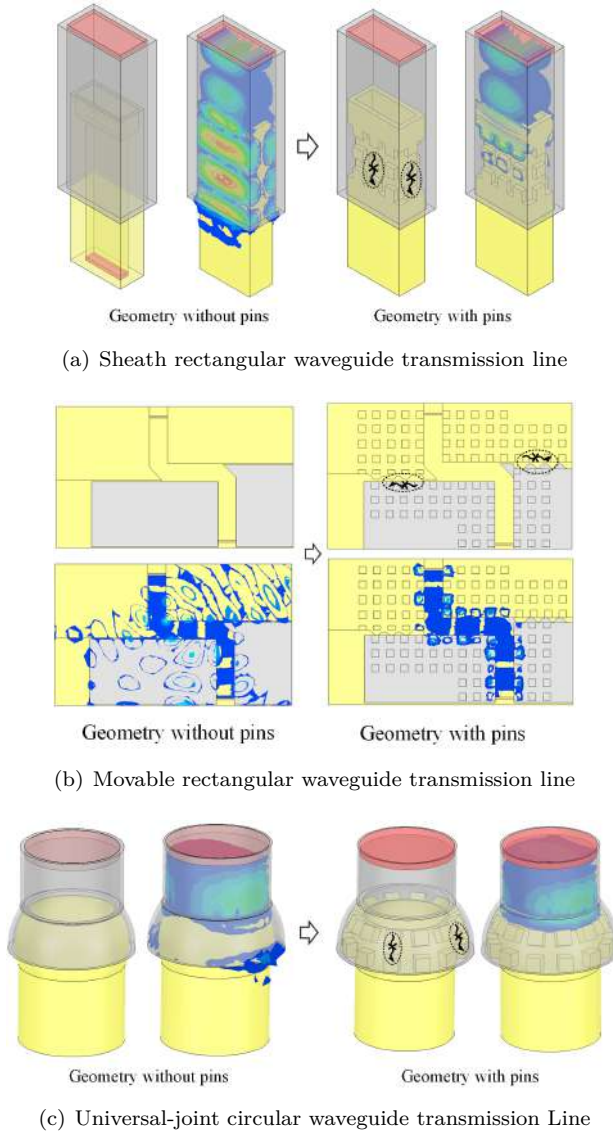 Geometry without pins
Geometry with pins
(a) Sheath rectangular waveguide transmission line
Geometry without pins
Geometry with pins
(b) Movable rectangular waveguide transmission line
Geometry without pins
Geometry with pins
(c) Universal-joint circular waveguide transmission Line